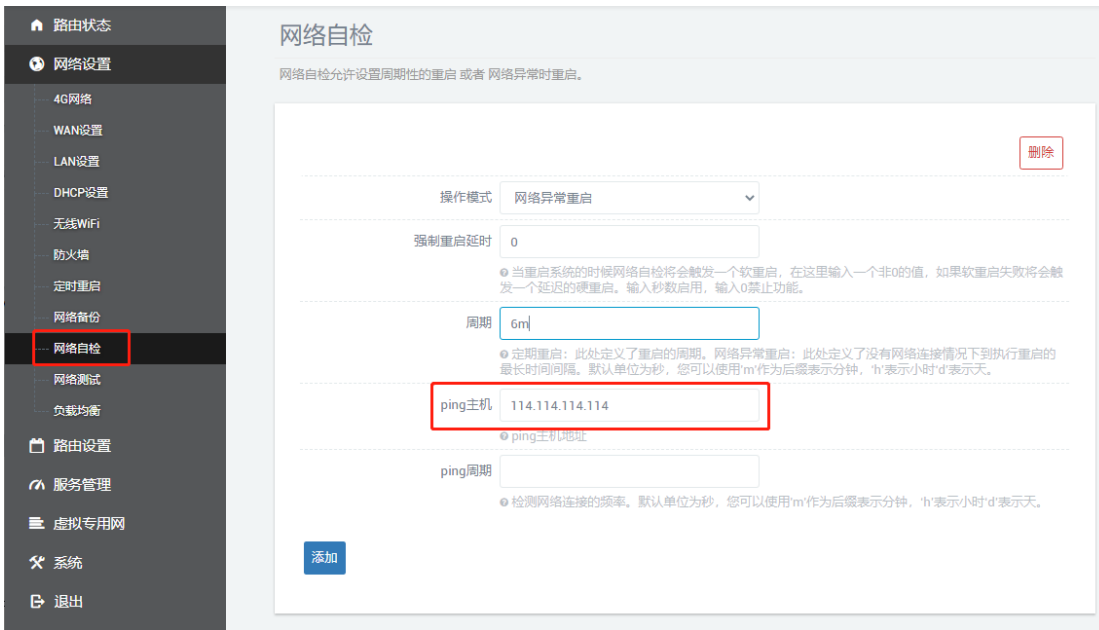 路由状态
网络设置
4G网络
WAN设置
LAN设置
DHCP设置
无线WiFi
防火墙
定时重启
网络备份
网络自检
网络测试
负载均衡
路由设置
服务管理
虚拟专用网
系统
退出
网络自检
网络自检允许设置周期性的重启 或者 网络异常时重启。
删除
操作模式 网络异常重启
强制重启延时 0
当重启系统的时候网络自检将会触发一个软重启，在这里输入一个非0的值，如果软重启失败将会触
发一个延迟的硬重启。输入秒数启用，输入0禁止功能。
周期 6m
定期重启：此处定义了重启的周期。网络异常重启：此处定义了没有网络连接情况下到执行重启的
最长时间间隔。默认单位为秒，您可以使用'm'作为后缀表示分钟，'h'表示小时'd'表示天。
ping主机 114.114.114.114
ping主机地址
ping周期
检测网络连接的频率。默认单位为秒，您可以使用'm'作为后缀表示分钟，'h'表示小时'd'表示天。
添加